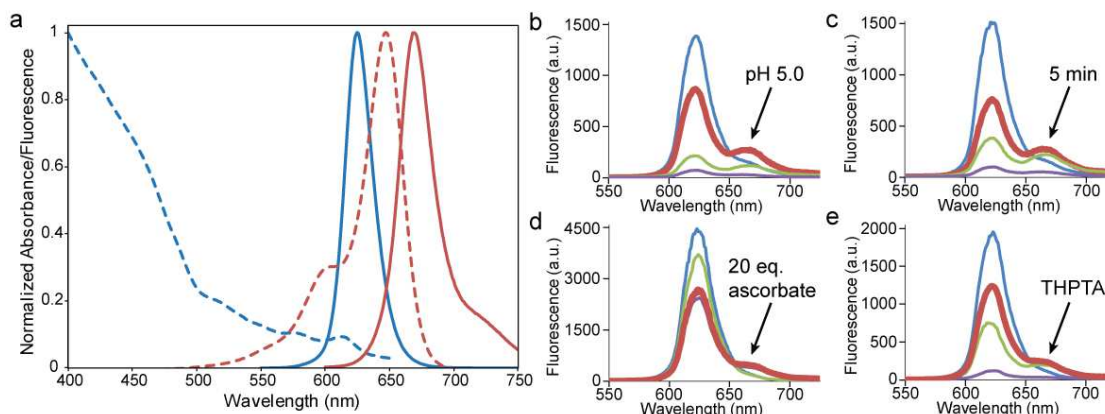 a
Normalized Absorbance/Fluorescence
1
0.8
0.6
0.4
0.2
0
400 450 500 550 600 650 700 750
Wavelength (nm)
b
Fluorescence (a.u.)
1500
1000
500
0
pH 5.0
550 600 650 700
Wavelength (nm)
c
Fluorescence (a.u.)
1500
1000
500
0
5 min
550 600 650 700
Wavelength (nm)
d
Fluorescence (a.u.)
4500
3000
1500
0
20 eq.
ascorbate
550 600 650 700
Wavelength (nm)
e
Fluorescence (a.u.)
2000
1500
1000
500
0
THPTA
550 600 650 700
Wavelength (nm)